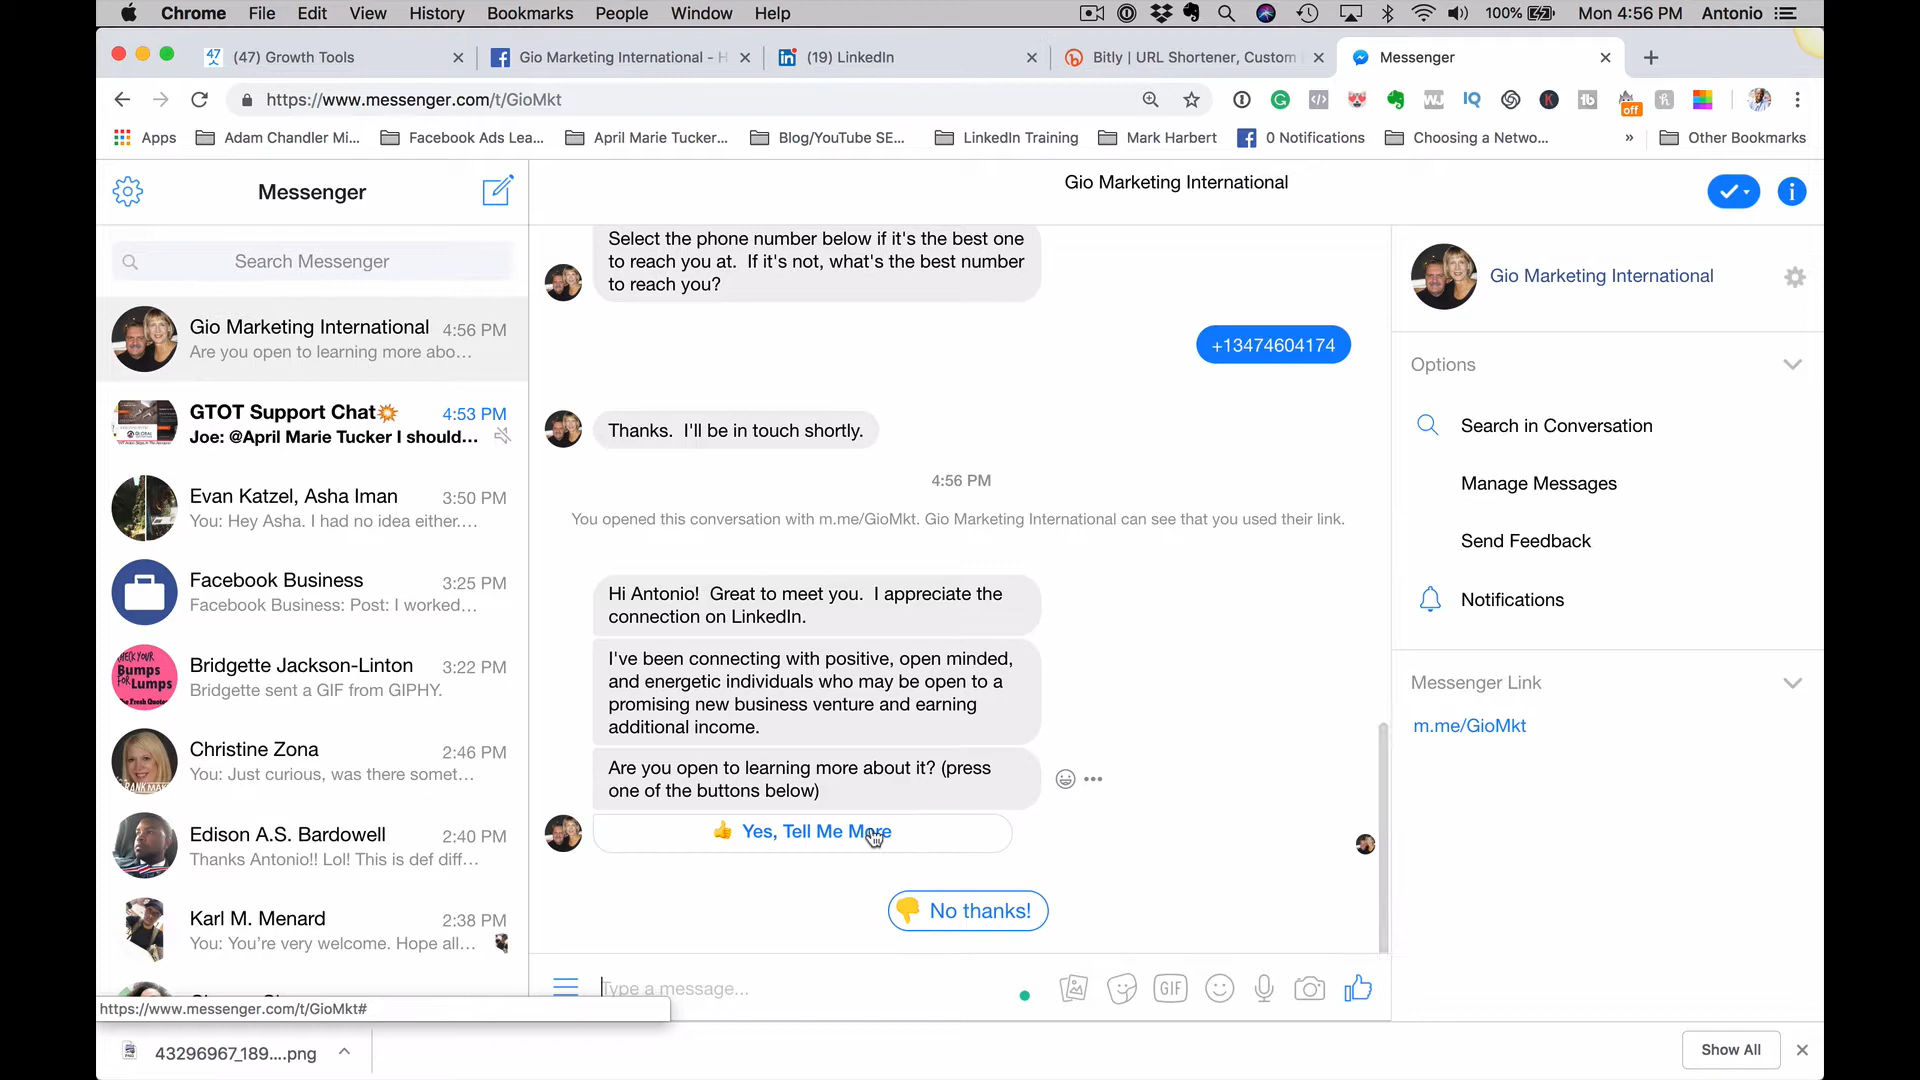 Chrome File Edit View History Bookmarks People Window Help 100% Mon 4:56 PM Antonio
(47) Growth Tools
Gio Marketing International - H
(19) LinkedIn
Bitly | URL Shortener, Custom
Messenger
https://www.messenger.com/t/GioMkt
off
Apps Adam Chandler Mi... Facebook Ads Lea... April Marie Tucker... Blog/YouTube SE... LinkedIn Training Mark Harbert 0 Notifications Choosing a Netwo... » Other Bookmarks
Messenger
Search Messenger
Gio Marketing International 4:56 PM
Are you open to learning more abo...
GTOT Support Chat💥 4:53 PM
Joe: @April Marie Tucker I should...
Evan Katzel, Asha Iman 3:50 PM
You: Hey Asha. I had no idea either....
Facebook Business 3:25 PM
Facebook Business: Post: I worked...
Bridgette Jackson-Linton 3:22 PM
Bridgette sent a GIF from GIPHY.
Christine Zona 2:46 PM
You: Just curious, was there somet...
Edison A.S. Bardowell 2:40 PM
Thanks Antonio!! Lol! This is def diff...
Karl M. Menard 2:38 PM
You: You're very welcome. Hope all...
Gio Marketing International
Select the phone number below if it's the best one
to reach you at. If it's not, what's the best number
to reach you?
+13474604174
Thanks. I'll be in touch shortly.
4:56 PM
You opened this conversation with m.me/GioMkt. Gio Marketing International can see that you used their link.
Hi Antonio! Great to meet you. I appreciate the
connection on LinkedIn.
I've been connecting with positive, open minded,
and energetic individuals who may be open to a
promising new business venture and earning
additional income.
Are you open to learning more about it? (press
one of the buttons below)
👍 Yes, Tell Me More
👎 No thanks!
Type a message...
GIF
Gio Marketing International
Options
Search in Conversation
Manage Messages
Send Feedback
Notifications
Messenger Link
m.me/GioMkt
https://www.messenger.com/t/GioMkt#
43296967_189....png
Show All